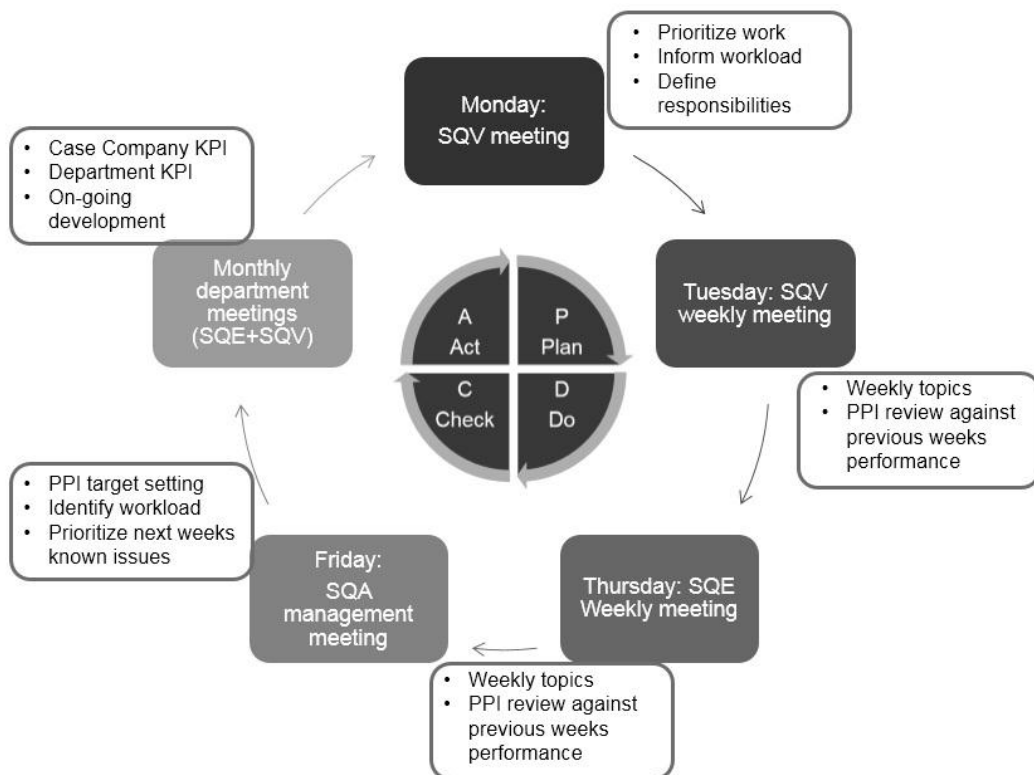 • Prioritize work
• Inform workload
• Define
responsibilities
Monday:
SQV meeting
• Case Company KPI
• Department KPI
• On-going
development
Monthly
department
meetings
(SQE+SQV)
Tuesday: SQV
weekly meeting
A
Act
P
Plan
C
Check
D
Do
• Weekly topics
• PPI review against
previous weeks
performance
• PPI target setting
• Identify workload
• Prioritize next weeks
known issues
Friday:
SQA
management
meeting
Thursday: SQE
Weekly meeting
• Weekly topics
• PPI review against
previous weeks
performance